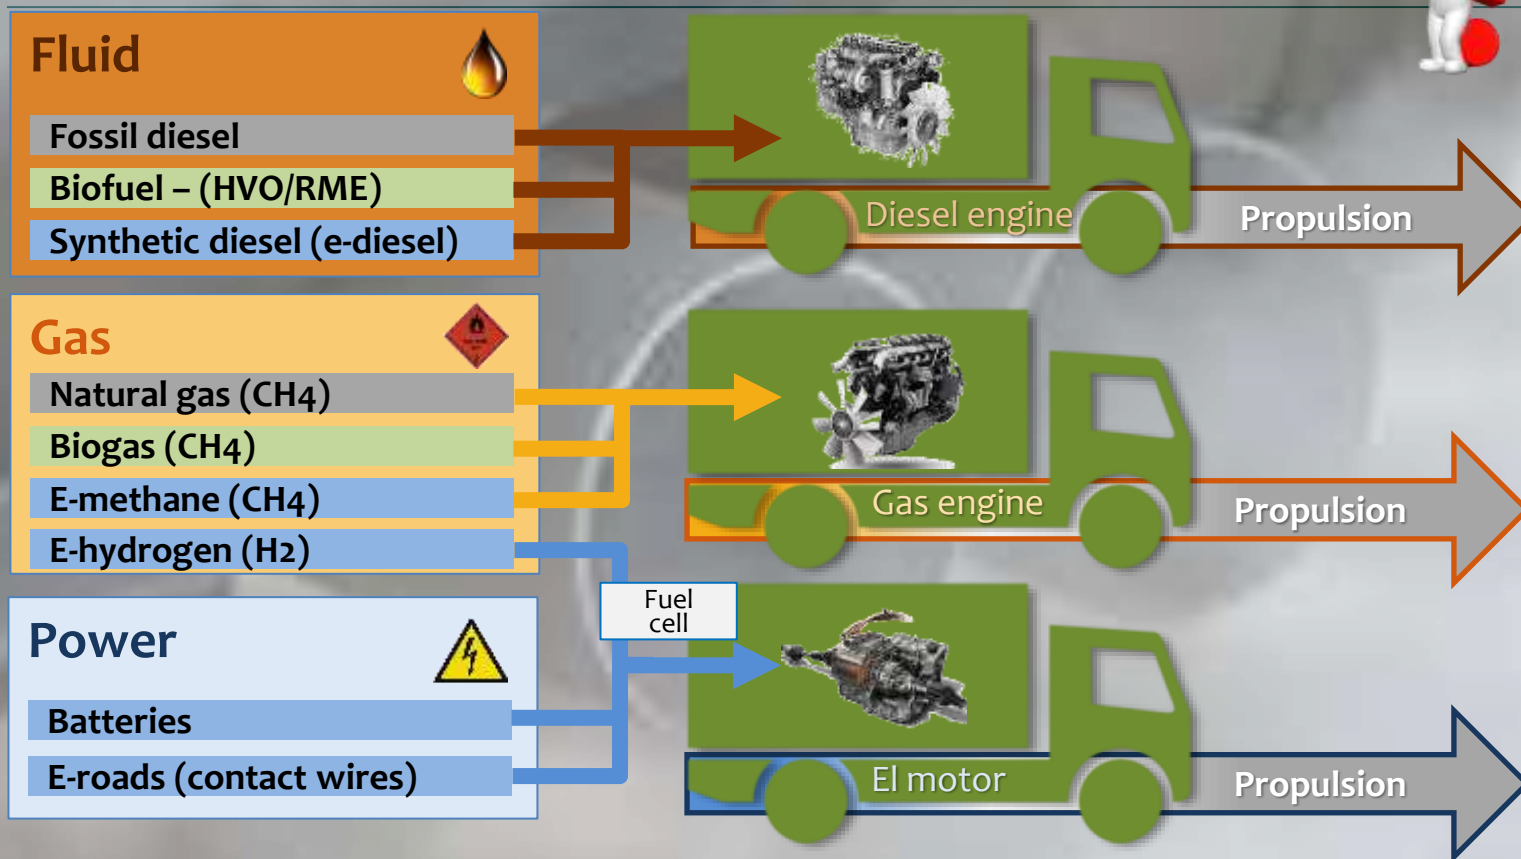 Fluid
Fossil diesel
Biofuel – (HVO/RME)
Synthetic diesel (e-diesel)
Diesel engine
Propulsion
Gas
Natural gas (CH4)
Biogas (CH4)
E-methane (CH4)
E-hydrogen (H2)
Gas engine
Propulsion
Fuel
cell
Power
Batteries
E-roads (contact wires)
El motor
Propulsion